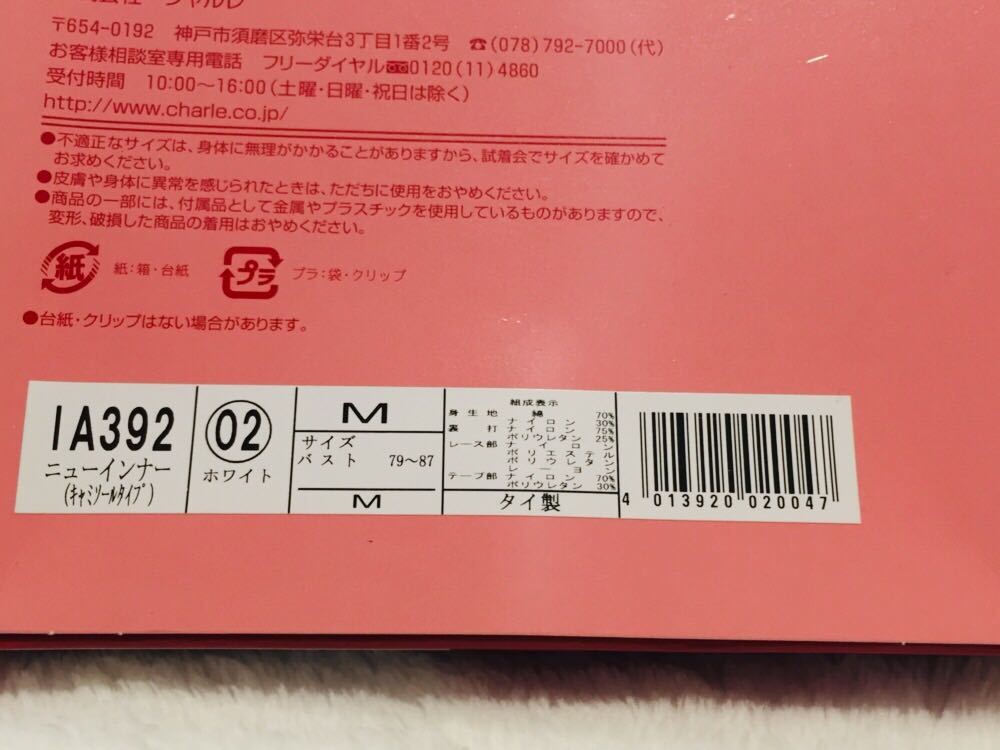 シャルレ
〒654-0192 神戸市須磨区弥栄台3丁目1番2号 ☎(078)792-7000(代)
お客様相談室専用電話 フリーダイヤル0120(11)4860
受付時間 10:00〜16:00(土曜・日曜・祝日は除く)
http://www.charle.co.jp/
●不適正なサイズは、身体に無理がかかることがありますから、試着会でサイズを確かめて
お求めください。
●皮膚や身体に異常を感じられたときは、ただちに使用をおやめください。
●商品の一部には、付属品として金属やプラスチックを使用しているものがありますので、
変形、破損した商品の着用はおやめください。
紙 紙:箱・台紙 プラ プラ:袋・クリップ
●台紙・クリップはない場合があります。
IA392
ニューインナー
(キャミソールタイプ)
02
ホワイト
M
サイズ
バスト 79〜87
M
組成表示
身生地 綿 70%
ナイロン 30%
裏打 ナイロン 75%
ポリウレタン 25%
レース部 ナイロン
ポリエステル
ポリウレタン
レーヨン
テープ部 ナイロン 70%
ポリウレタン 30%
タイ製
4 013920 020047